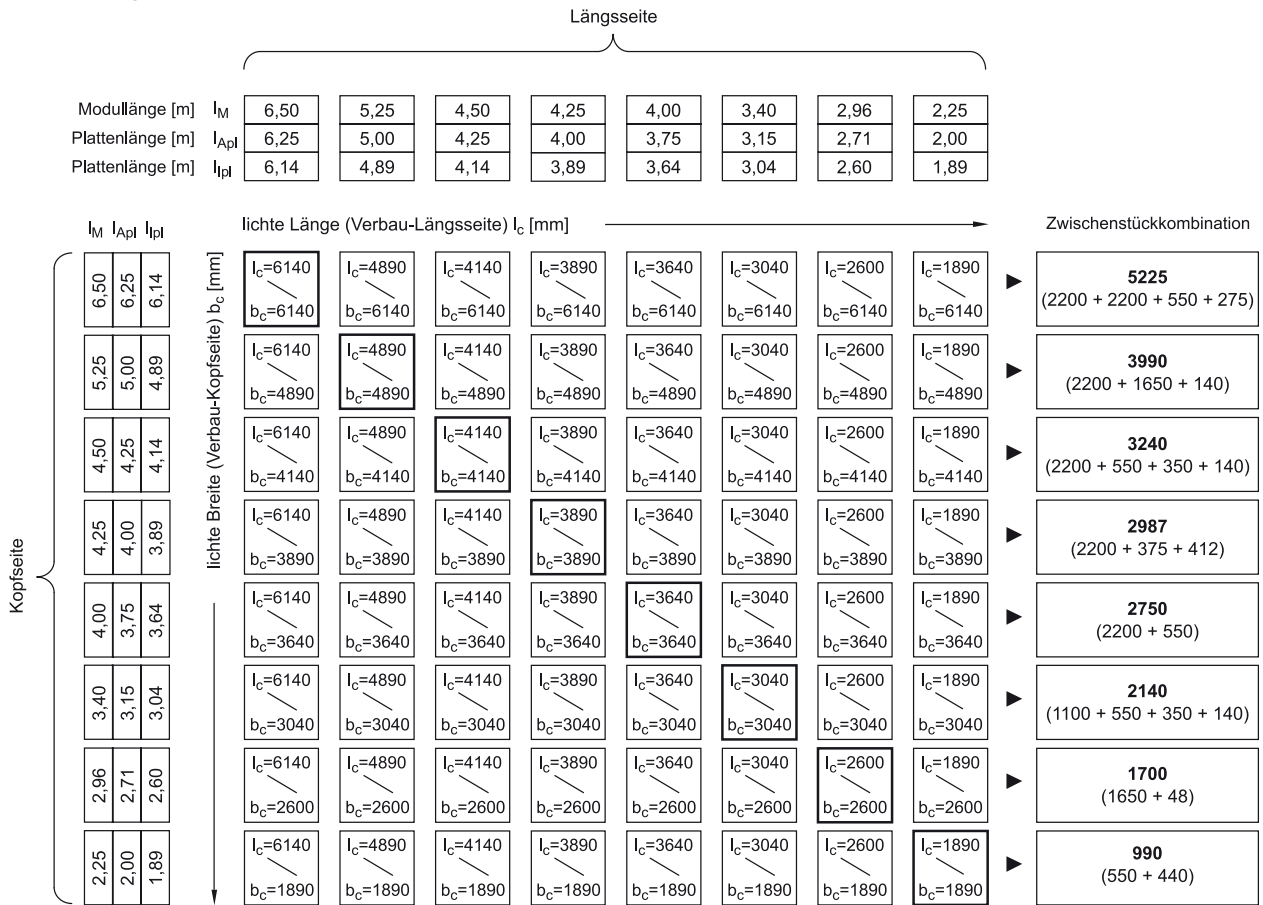 Längsseite
Modullänge [m] l_M 6,50 5,25 4,50 4,25 4,00 3,40 2,96 2,25
Plattenlänge [m] l_Apl 6,25 5,00 4,25 4,00 3,75 3,15 2,71 2,00
Plattenlänge [m] l_Ipl 6,14 4,89 4,14 3,89 3,64 3,04 2,60 1,89
l_M l_Apl l_Ipl
lichte Länge (Verbau-Längsseite) l_c [mm]
Zwischenstückkombination
Kopfseite
lichte Breite (Verbau-Kopfseite) b_c [mm]
6,50 6,25 6,14
l_c=6140 l_c=4890 l_c=4140 l_c=3890 l_c=3640 l_c=3040 l_c=2600 l_c=1890
b_c=6140 b_c=6140 b_c=6140 b_c=6140 b_c=6140 b_c=6140 b_c=6140 b_c=6140
5225
(2200 + 2200 + 550 + 275)
5,25 5,00 4,89
l_c=6140 l_c=4890 l_c=4140 l_c=3890 l_c=3640 l_c=3040 l_c=2600 l_c=1890
b_c=4890 b_c=4890 b_c=4890 b_c=4890 b_c=4890 b_c=4890 b_c=4890 b_c=4890
3990
(2200 + 1650 + 140)
4,50 4,25 4,14
l_c=6140 l_c=4890 l_c=4140 l_c=3890 l_c=3640 l_c=3040 l_c=2600 l_c=1890
b_c=4140 b_c=4140 b_c=4140 b_c=4140 b_c=4140 b_c=4140 b_c=4140 b_c=4140
3240
(2200 + 550 + 350 + 140)
4,25 4,00 3,89
l_c=6140 l_c=4890 l_c=4140 l_c=3890 l_c=3640 l_c=3040 l_c=2600 l_c=1890
b_c=3890 b_c=3890 b_c=3890 b_c=3890 b_c=3890 b_c=3890 b_c=3890 b_c=3890
2987
(2200 + 375 + 412)
4,00 3,75 3,64
l_c=6140 l_c=4890 l_c=4140 l_c=3890 l_c=3640 l_c=3040 l_c=2600 l_c=1890
b_c=3640 b_c=3640 b_c=3640 b_c=3640 b_c=3640 b_c=3640 b_c=3640 b_c=3640
2750
(2200 + 550)
3,40 3,15 3,04
l_c=6140 l_c=4890 l_c=4140 l_c=3890 l_c=3640 l_c=3040 l_c=2600 l_c=1890
b_c=3040 b_c=3040 b_c=3040 b_c=3040 b_c=3040 b_c=3040 b_c=3040 b_c=3040
2140
(1100 + 550 + 350 + 140)
2,96 2,71 2,60
l_c=6140 l_c=4890 l_c=4140 l_c=3890 l_c=3640 l_c=3040 l_c=2600 l_c=1890
b_c=2600 b_c=2600 b_c=2600 b_c=2600 b_c=2600 b_c=2600 b_c=2600 b_c=2600
1700
(1650 + 48)
2,25 2,00 1,89
l_c=6140 l_c=4890 l_c=4140 l_c=3890 l_c=3640 l_c=3040 l_c=2600 l_c=1890
b_c=1890 b_c=1890 b_c=1890 b_c=1890 b_c=1890 b_c=1890 b_c=1890 b_c=1890
990
(550 + 440)